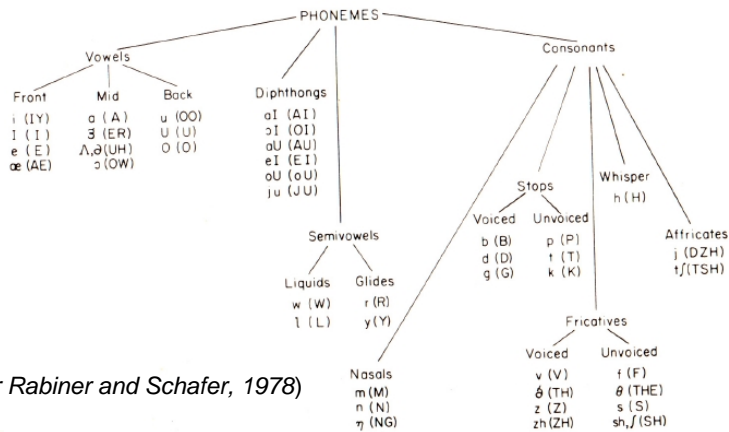 PHONEMES
Vowels
Front
i (IY)
I (I)
e (E)
æ (AE)
Mid
a (A)
ɝ (ER)
Λ,ə (UH)
ɔ (OW)
Back
u (OO)
U (U)
O (O)
Diphthongs
aI (AI)
ɔI (OI)
aU (AU)
eI (EI)
oU (oU)
ju (JU)
Semivowels
Liquids
w (W)
l (L)
Glides
r (R)
y (Y)
Consonants
Nasals
m (M)
n (N)
η (NG)
Stops
Voiced
b (B)
d (D)
g (G)
Unvoiced
p (P)
t (T)
k (K)
Fricatives
Voiced
v (V)
(TH)
z (Z)
zh (ZH)
Unvoiced
f (F)
θ (THE)
s (S)
sh,ʃ (SH)
Whisper
h (H)
Affricates
j (DZH)
tʃ (TSH)
Rabiner and Schafer, 1978)